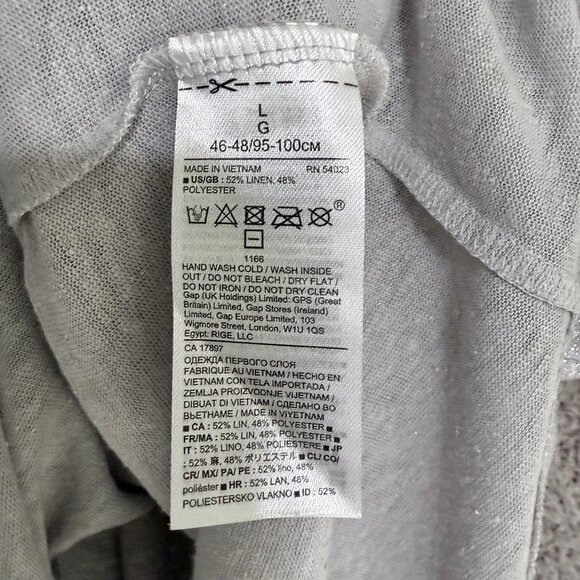 L
G
46-48/95-100СМ
MADE IN VIETNAM RN 54023
■ US/GB : 52% LINEN, 48%
POLYESTER
®
1166
HAND WASH COLD / WASH INSIDE
OUT / DO NOT BLEACH / DRY FLAT /
DO NOT IRON / DO NOT DRY CLEAN
Gap (UK Holdings) Limited: GPS (Great
Britain) Limited, Gap Stores (Ireland)
Limited, Gap Europe Limited, 103
Wigmore Street, London, W1U 1QS
Egypt: RIGE, LLC
CA 17897
ОДЕЖДА ПЕРВОГО СЛОЯ
FABRIQUE AU VIETNAM / HECHO EN
VIETNAM CON TELA IMPORTADA /
ZEMLJA PROIZVODNJE VIJETNAM /
DIBUAT DI VIETNAM / СДЕЛАНО ВО
ВЬЕТНАМЕ / MADE IN VIYETNAM
■ CA : 52% LIN, 48% POLYESTER ■
FR/MA : 52% LIN, 48% POLYESTER ■
IT : 52% LINO, 48% POLIESTERE ■ JP
: 52% 麻, 48% ポリエステル ■ CL/CO/
CR/ MX/ PA/ PE : 52% lino, 48%
poliéster ■ HR : 52% LAN, 48%
POLIESTERSKO VLAKNO ■ ID : 52%